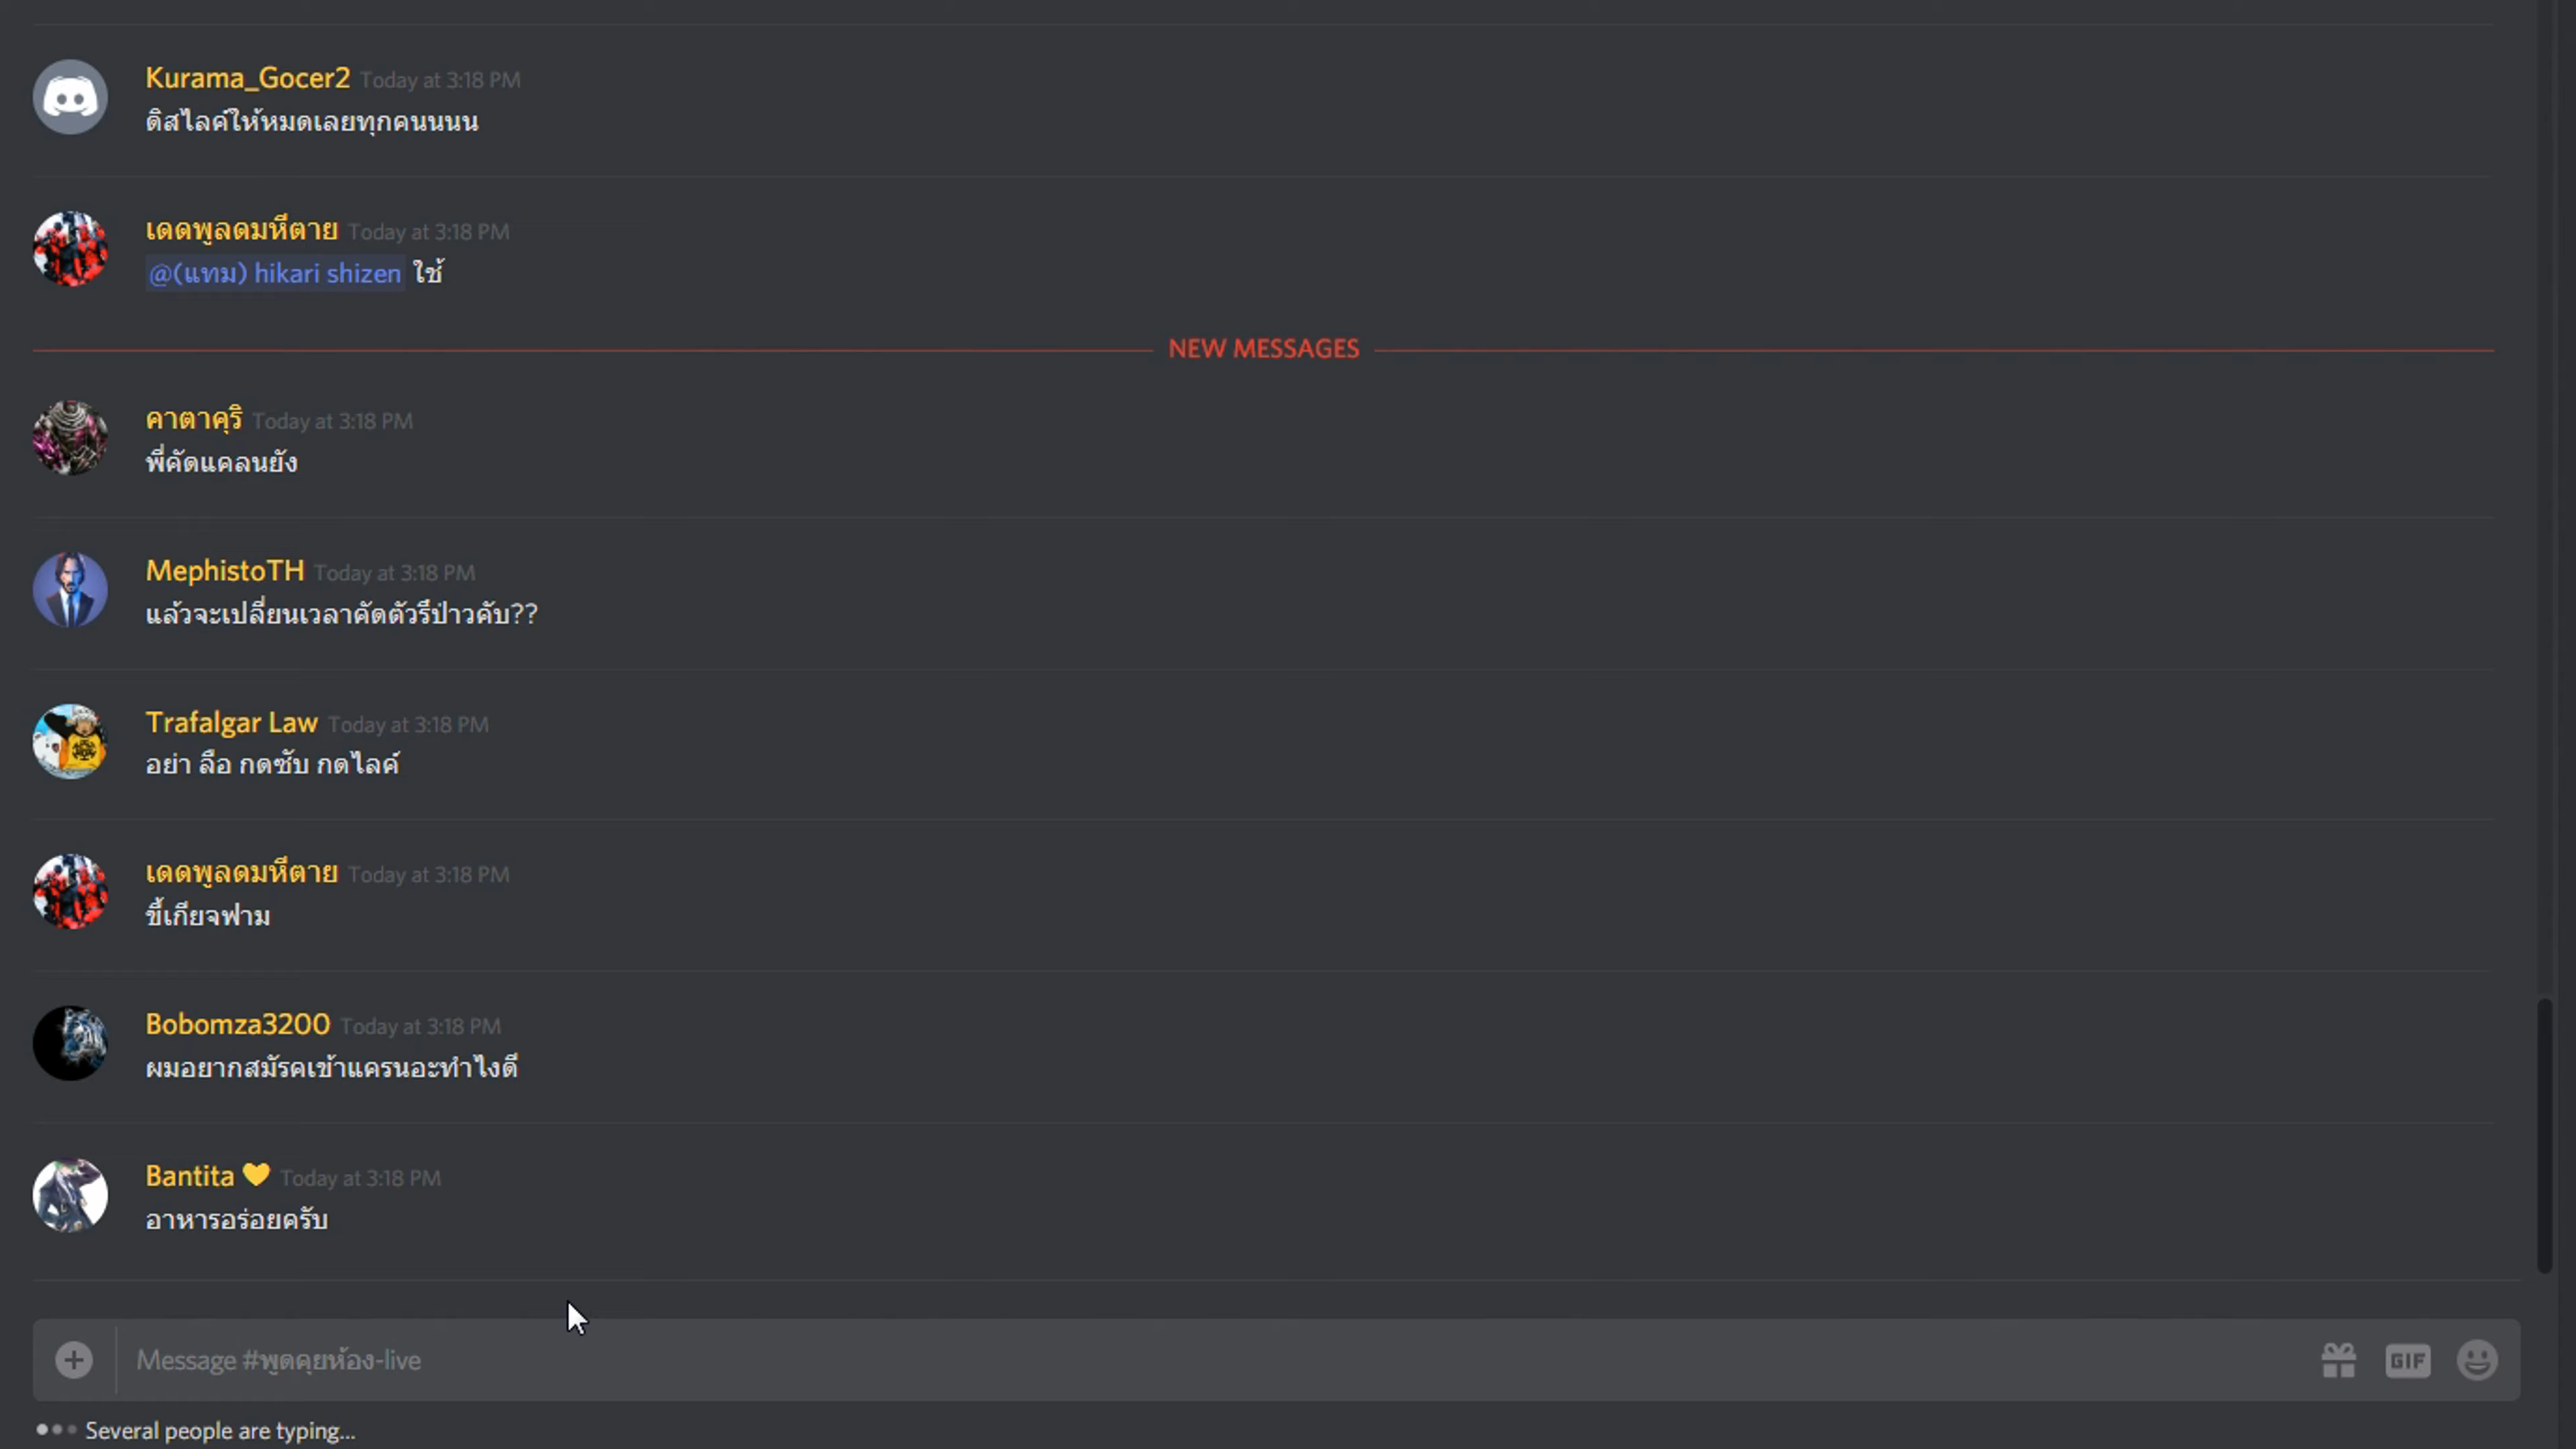 Kurama_Gocer2 Today at 3:18 PM
ดิสไลค์ให้หมดเลยทุกคนนนน
เดดพูลดมหีตาย Today at 3:18 PM
@(แทม) hikari shizen ใช้
NEW MESSAGES
คาตาคุริ Today at 3:18 PM
พี่คัดแคลนยัง
MephistoTH Today at 3:18 PM
แล้วจะเปลี่ยนเวลาคัดตัวรึป่าวคับ??
Trafalgar Law Today at 3:18 PM
อย่า ลือ กดซับ กดไลค์
เดดพูลดมหีตาย Today at 3:18 PM
ขี้เกียจฟาม
Bobomza3200 Today at 3:18 PM
ผมอยากสมัรคเข้าแครนอะทำไงดี
Bantita 💛 Today at 3:18 PM
อาหารอร่อยครับ
Message #พูดคุยห้อง-live
GIF
Several people are typing...